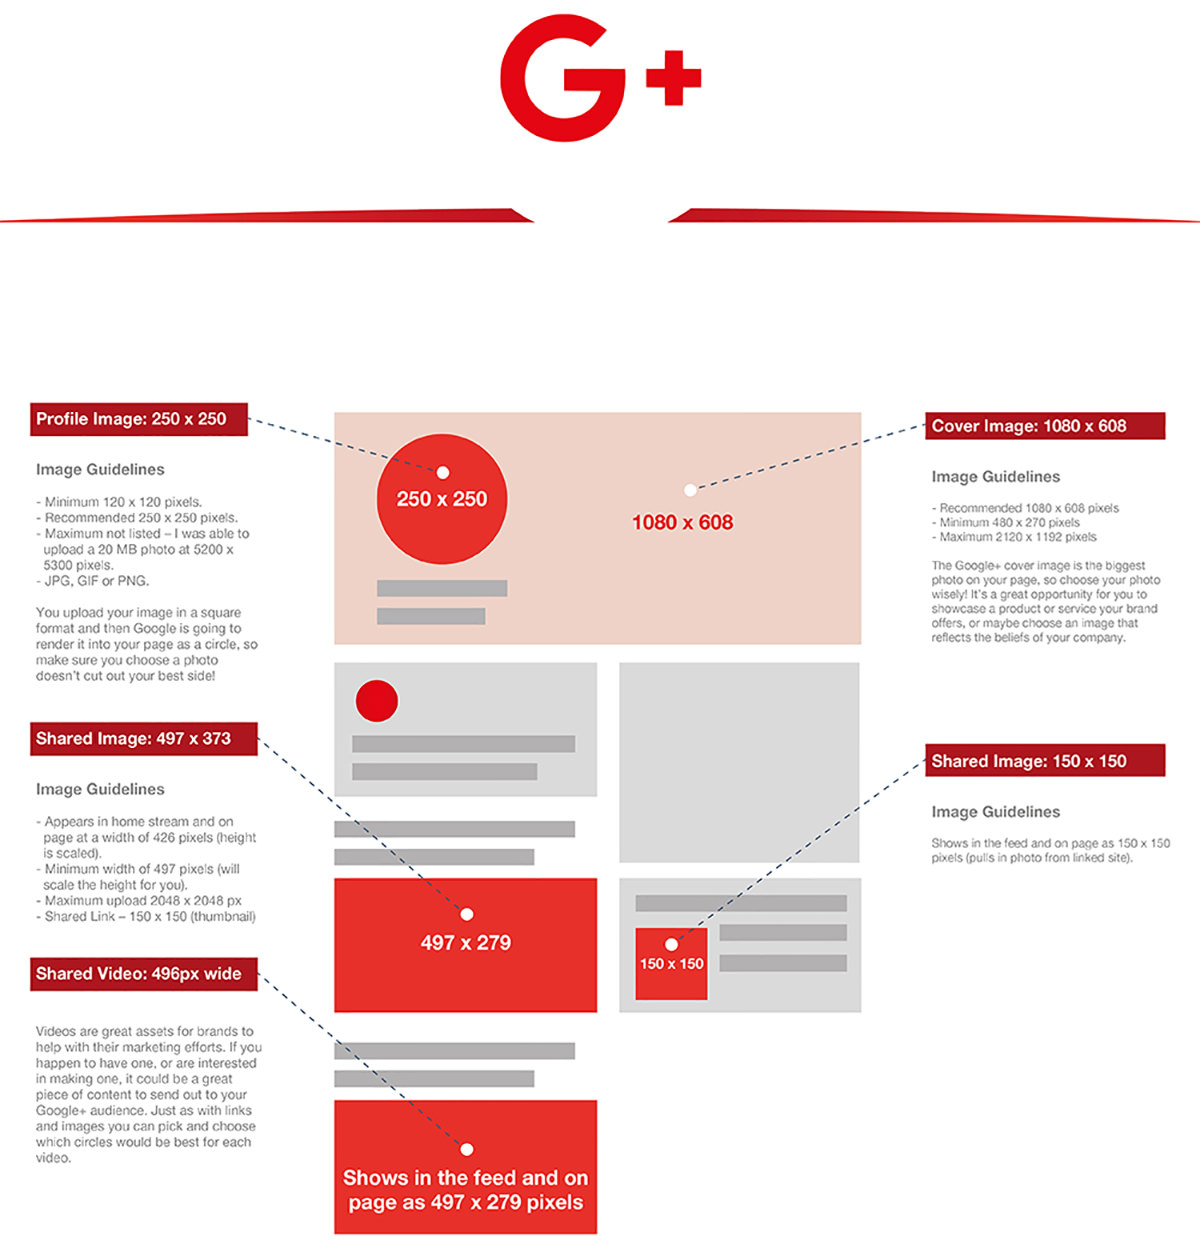 G+
Profile Image: 250 x 250
Image Guidelines
- Minimum 120 x 120 pixels.
- Recommended 250 x 250 pixels.
- Maximum not listed – I was able to
upload a 20 MB photo at 5200 x
5300 pixels.
- JPG, GIF or PNG.
You upload your image in a square
format and then Google is going to
render it into your page as a circle, so
make sure you choose a photo
doesn't cut out your best side!
250 x 250
1080 x 608
Cover Image: 1080 x 608
Image Guidelines
- Recommended 1080 x 608 pixels
- Minimum 480 x 270 pixels
- Maximum 2120 x 1192 pixels
The Google+ cover image is the biggest
photo on your page, so choose your photo
wisely! It's a great opportunity for you to
showcase a product or service your brand
offers, or maybe choose an image that
reflects the beliefs of your company.
Shared Image: 497 x 373
Image Guidelines
- Appears in home stream and on
page at a width of 426 pixels (height
is scaled).
- Minimum width of 497 pixels (will
scale the height for you).
- Maximum upload 2048 x 2048 px
- Shared Link – 150 x 150 (thumbnail)
497 x 279
Shared Image: 150 x 150
Image Guidelines
Shows in the feed and on page as 150 x 150
pixels (pulls in photo from linked site).
150 x 150
Shared Video: 496px wide
Videos are great assets for brands to
help with their marketing efforts. If you
happen to have one, or are interested
in making one, it could be a great
piece of content to send out to your
Google+ audience. Just as with links
and images you can pick and choose
which circles would be best for each
video.
Shows in the feed and on
page as 497 x 279 pixels